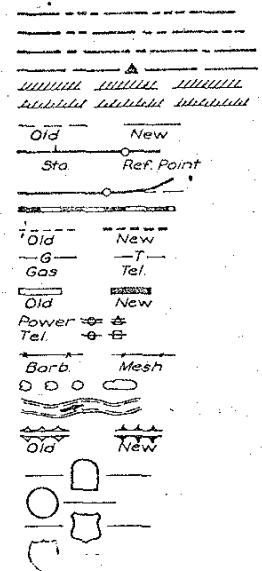 Old New
Sta. Ref. Point
Old New
G T
Gas Tel.
Old New
Power
Tel.
Barb. Mesh
Old New